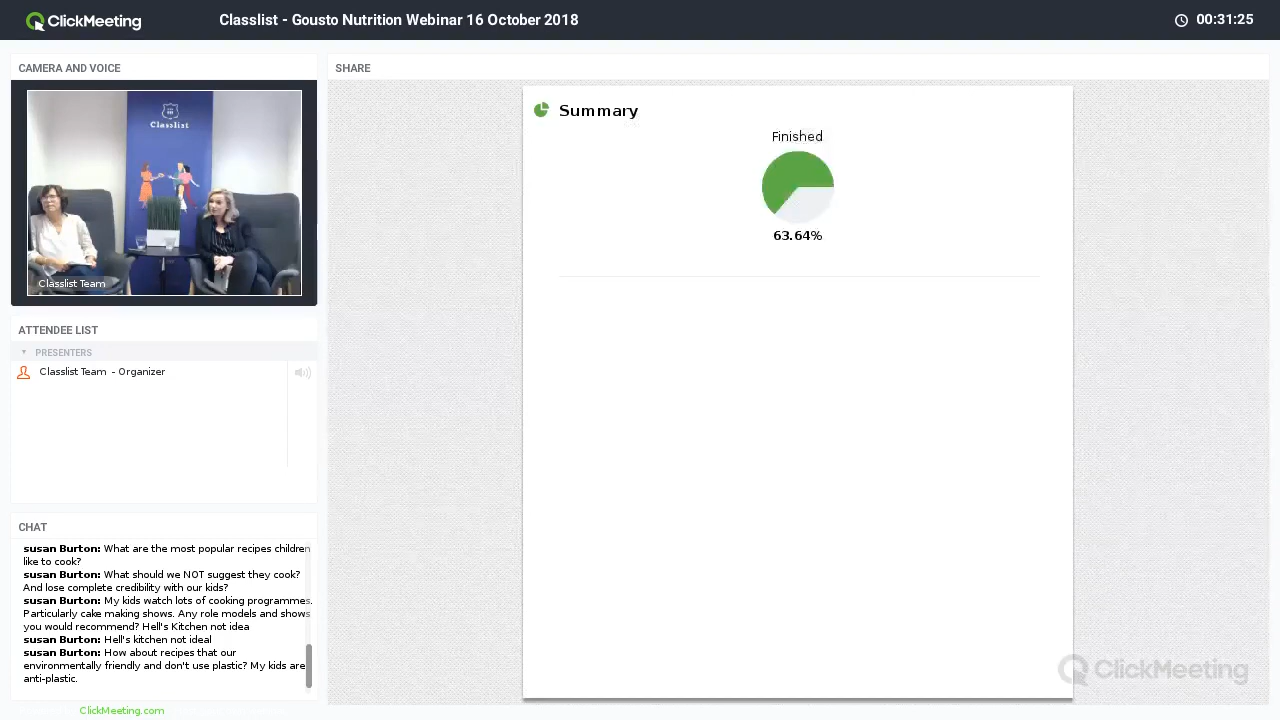 ClickMeeting
Classlist - Gousto Nutrition Webinar 16 October 2018
00:31:25
CAMERA AND VOICE
Classlist
Classlist Team
ATTENDEE LIST
PRESENTERS
Classlist Team - Organizer
CHAT
susan Burton: What are the most popular recipes children
like to cook?
susan Burton: What should we NOT suggest they cook?
And lose complete credibility with our kids?
susan Burton: My kids watch lots of cooking programmes.
Particularly cake making shows. Any role models and shows
you would recommend? Hell's Kitchen not idea
susan Burton: Hell's kitchen not ideal
susan Burton: How about recipes that our
environmentally friendly and don't use plastic? My kids are
anti-plastic.
ClickMeeting.com
SHARE
Summary
Finished
63.64%
ClickMeeting